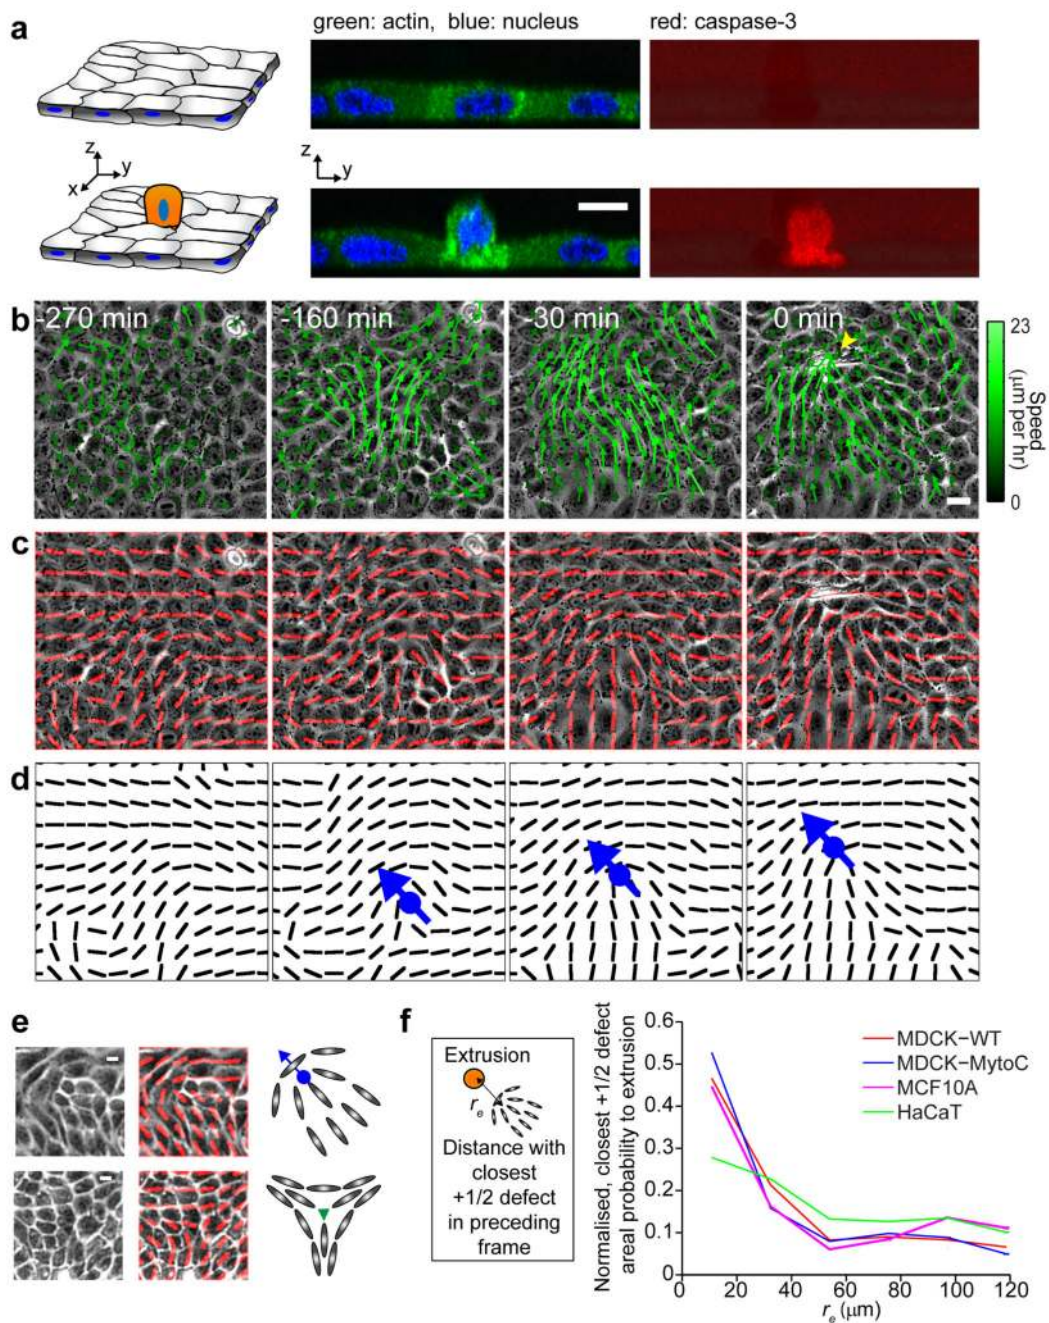 a
green: actin, blue: nucleus
red: caspase-3
z
y
x
z
y
b
-270 min
-160 min
-30 min
0 min
23
Speed
(μm per hr)
0
c
d
e
f
Extrusion
re
Distance with
closest
+1/2 defect
in preceding
frame
Normalised, closest +1/2 defect
areal probability to extrusion
0.6
0.5
0.4
0.3
0.2
0.1
0
MDCK−WT
MDCK−MytoC
MCF10A
HaCaT
0 20 40 60 80 100 120
re (μm)